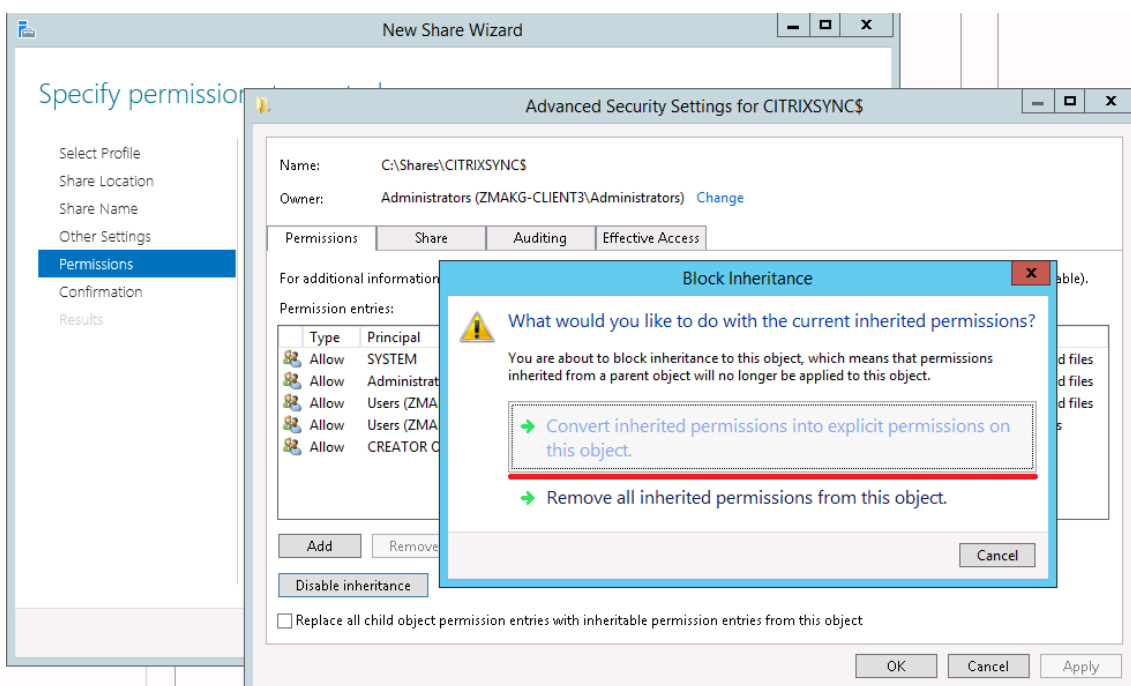 New Share Wizard
Specify permission
Select Profile
Share Location
Share Name
Other Settings
Permissions
Confirmation
Results
Advanced Security Settings for CITRIXSYNC$
Name: C:\Shares\CITRIXSYNC$
Owner: Administrators (ZMAKG-CLIENT3\Administrators) Change
Permissions Share Auditing Effective Access
For additional information able).
Permission entries:
Type Principal
Allow SYSTEM d files
Allow Administrat d files
Allow Users (ZMA d files
Allow Users (ZMA s
Allow CREATOR O
Add Remove
Disable inheritance
Replace all child object permission entries with inheritable permission entries from this object
OK Cancel Apply
Block Inheritance
What would you like to do with the current inherited permissions?
You are about to block inheritance to this object, which means that permissions
inherited from a parent object will no longer be applied to this object.
Convert inherited permissions into explicit permissions on
this object.
Remove all inherited permissions from this object.
Cancel